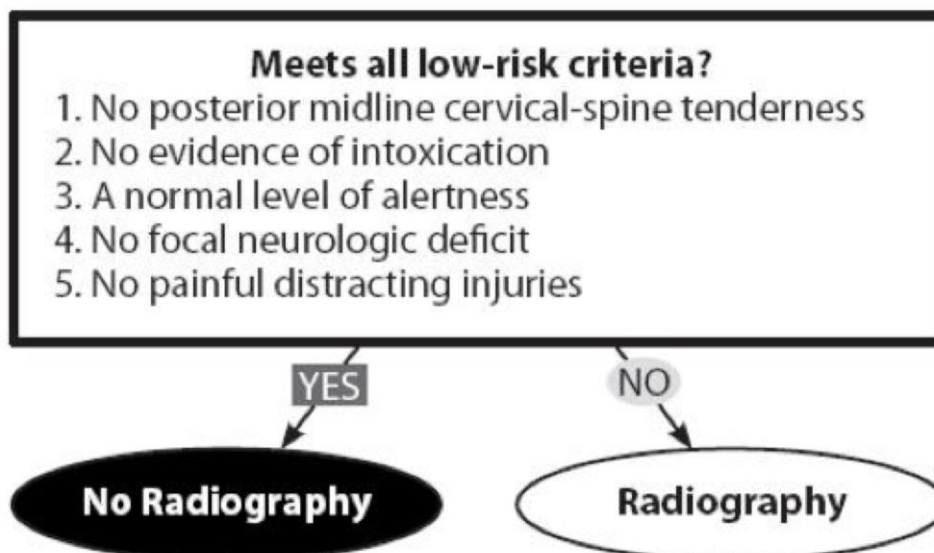 Meets all low-risk criteria?
1. No posterior midline cervical-spine tenderness
2. No evidence of intoxication
3. A normal level of alertness
4. No focal neurologic deficit
5. No painful distracting injuries
YES
NO
No Radiography
Radiography